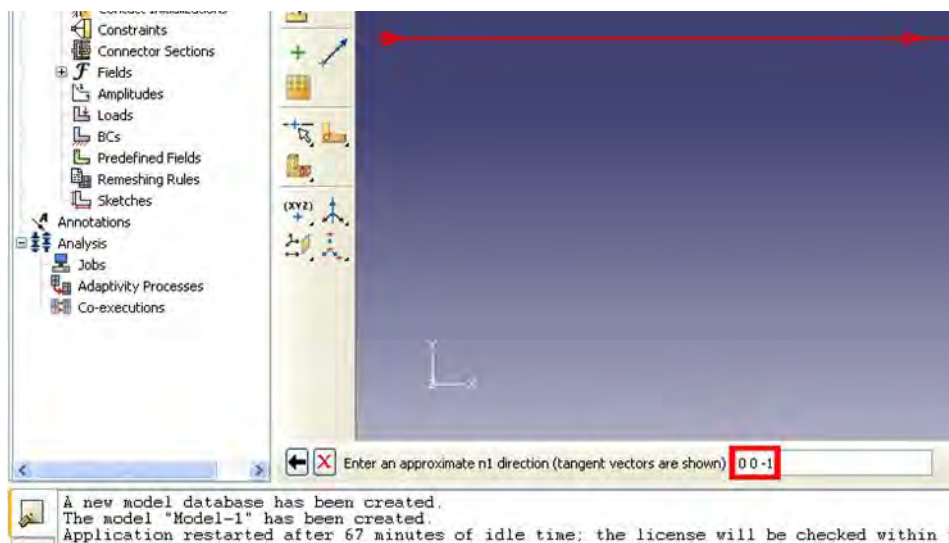 Contact Initializations
Constraints
Connector Sections
Fields
Amplitudes
Loads
BCs
Predefined Fields
Remeshing Rules
Sketches
Annotations
Analysis
Jobs
Adaptivity Processes
Co-executions
(XYZ)
Y
Z X
Enter an approximate n1 direction (tangent vectors are shown) 0 0 -1
A new model database has been created.
The model "Model-1" has been created.
Application restarted after 67 minutes of idle time; the license will be checked within